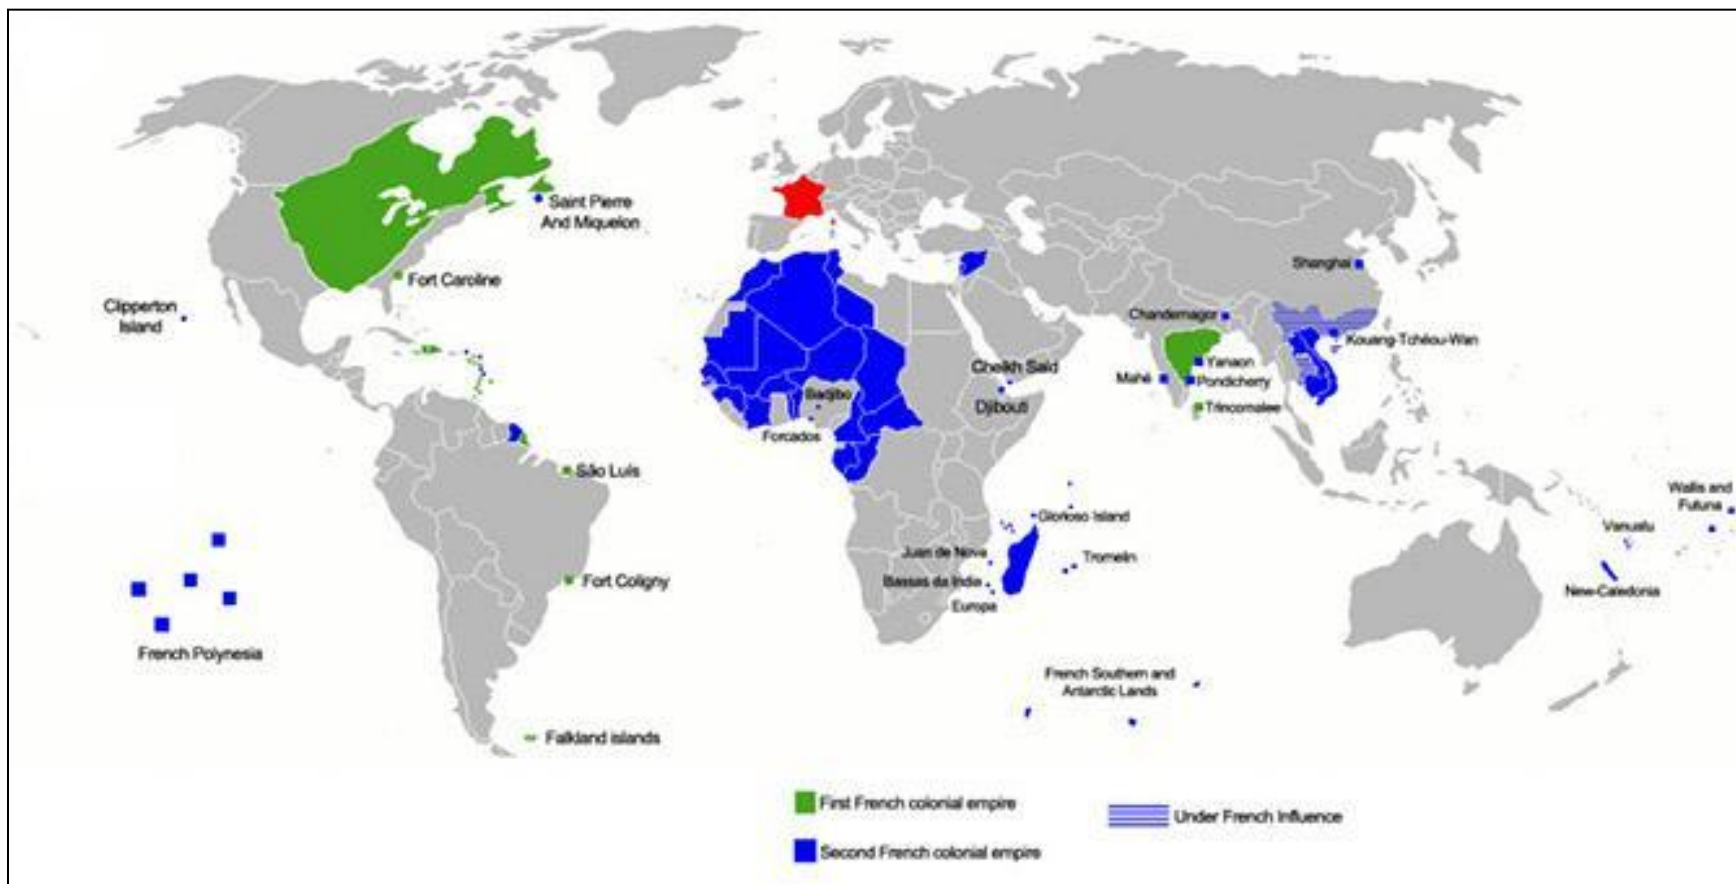 Saint Pierre
And Miquelon
Fort Caroline
Clipperton
Island
Shanghai
Chandernagor
Kouang-Tchéou-Wan
Yanaon
Mahé
Pondicherry
Trincomalee
Cheikh Saïd
Djibouti
Badjibo
Forcados
São Luís
Wallis and
Futuna
Glorioso Island
Vanuatu
Juan de Nova
Tromelin
Bassas da India
Europa
New-Caledonia
Fort Coligny
French Polynesia
French Southern and
Antarctic Lands
Falkland islands
First French colonial empire
Under French Influence
Second French colonial empire